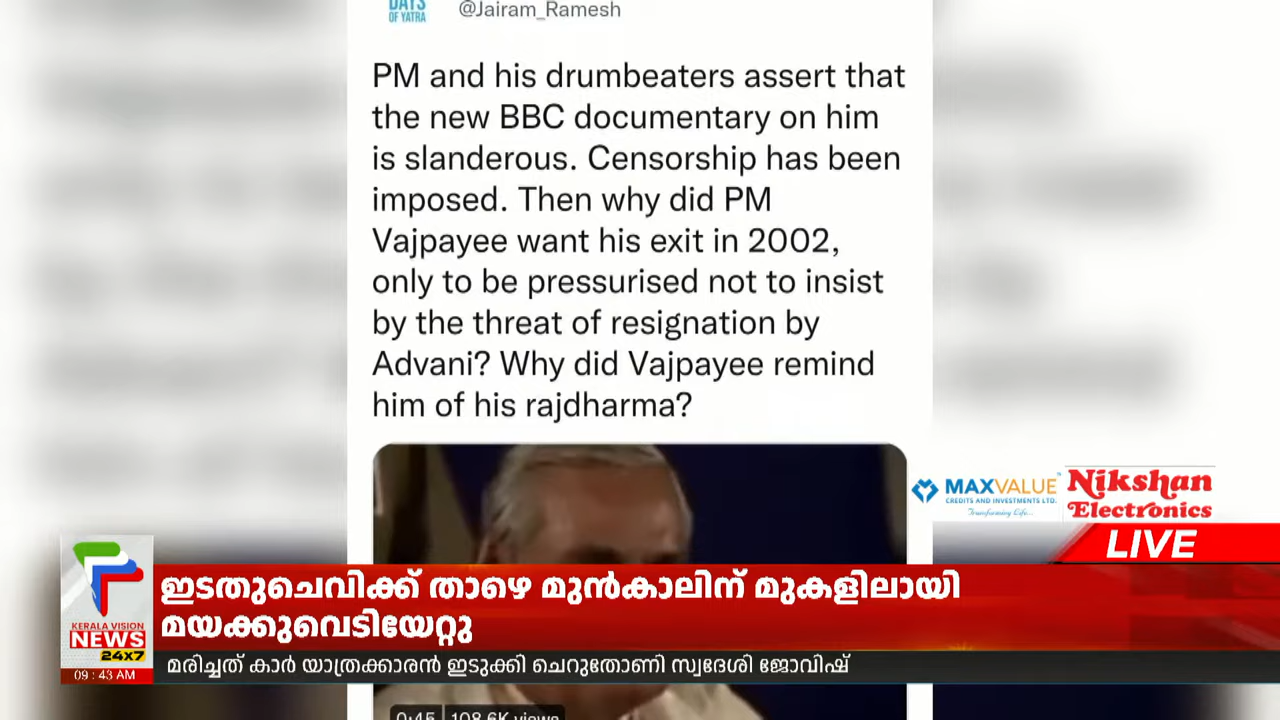 DAYS
OF YATRA
@Jairam_Ramesh
PM and his drumbeaters assert that
the new BBC documentary on him
is slanderous. Censorship has been
imposed. Then why did PM
Vajpayee want his exit in 2002,
only to be pressurised not to insist
by the threat of resignation by
Advani? Why did Vajpayee remind
him of his rajdharma?
MAXVALUE
CREDITS AND INVESTMENTS LTD.
Transforming Life...
Nikshan
Electronics
LIVE
ഇടതുചെവിക്ക് താഴെ മുൻകാലിന് മുകളിലായി
മയക്കുവെടിയേറ്റു
KERALA VISION
NEWS
24x7
09:43 AM
മരിച്ചത് കാർ യാത്രക്കാരൻ ഇടുക്കി ചെറുതോണി സ്വദേശി ജോവിഷ്
0:45 108.6K views